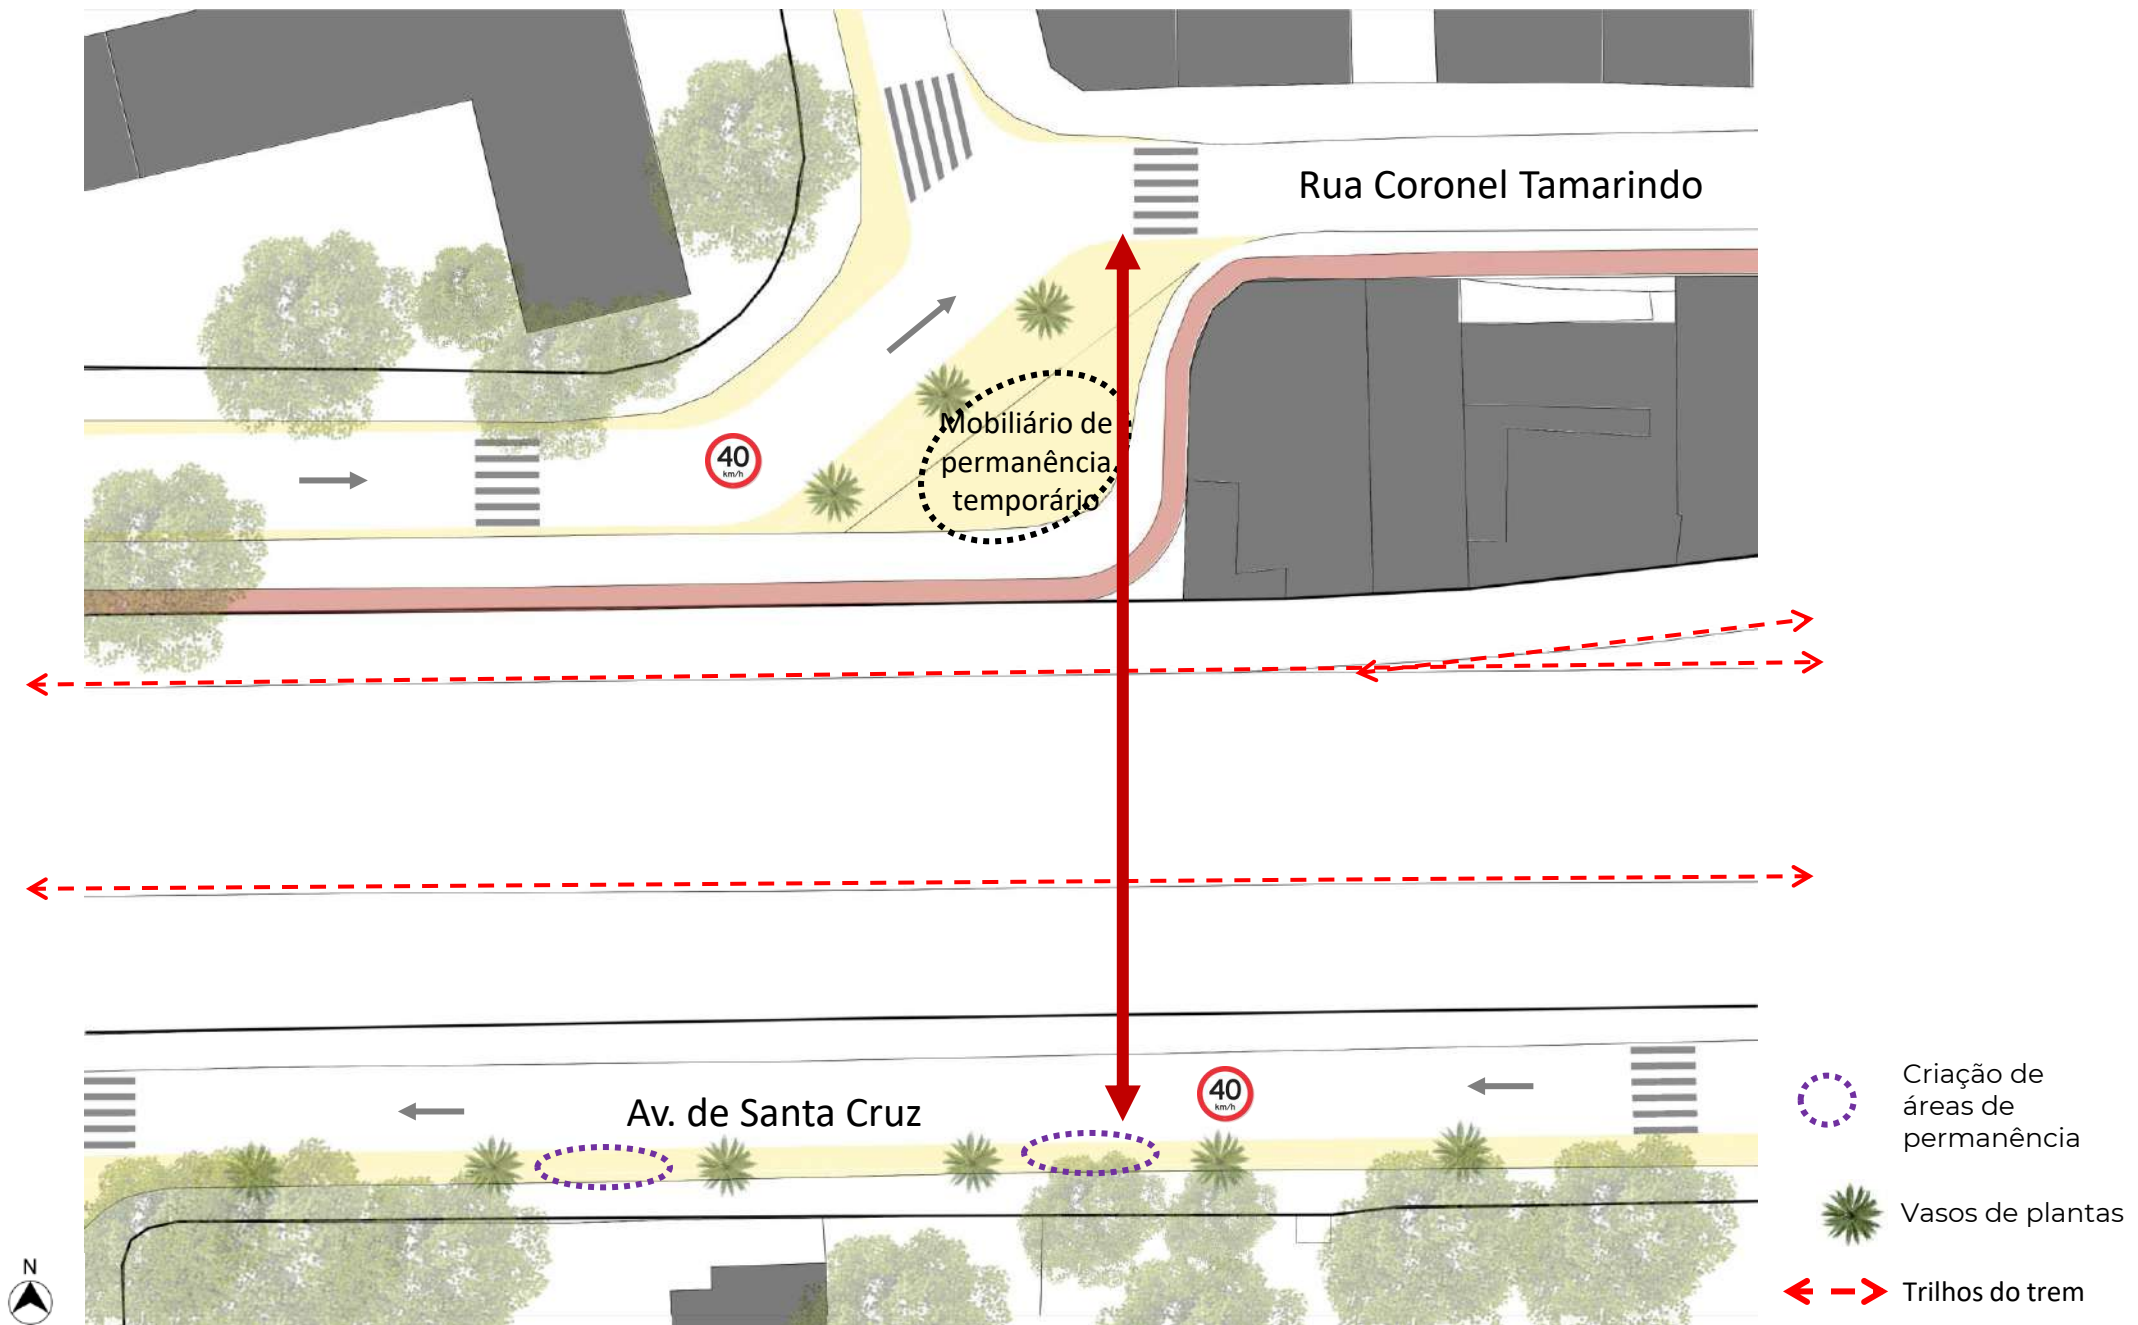 Rua Coronel Tamarindo
Mobiliário de
permanência
temporário
40
km/h
Av. de Santa Cruz
40
km/h
Criação de
áreas de
permanência
Vasos de plantas
Trilhos do trem
N